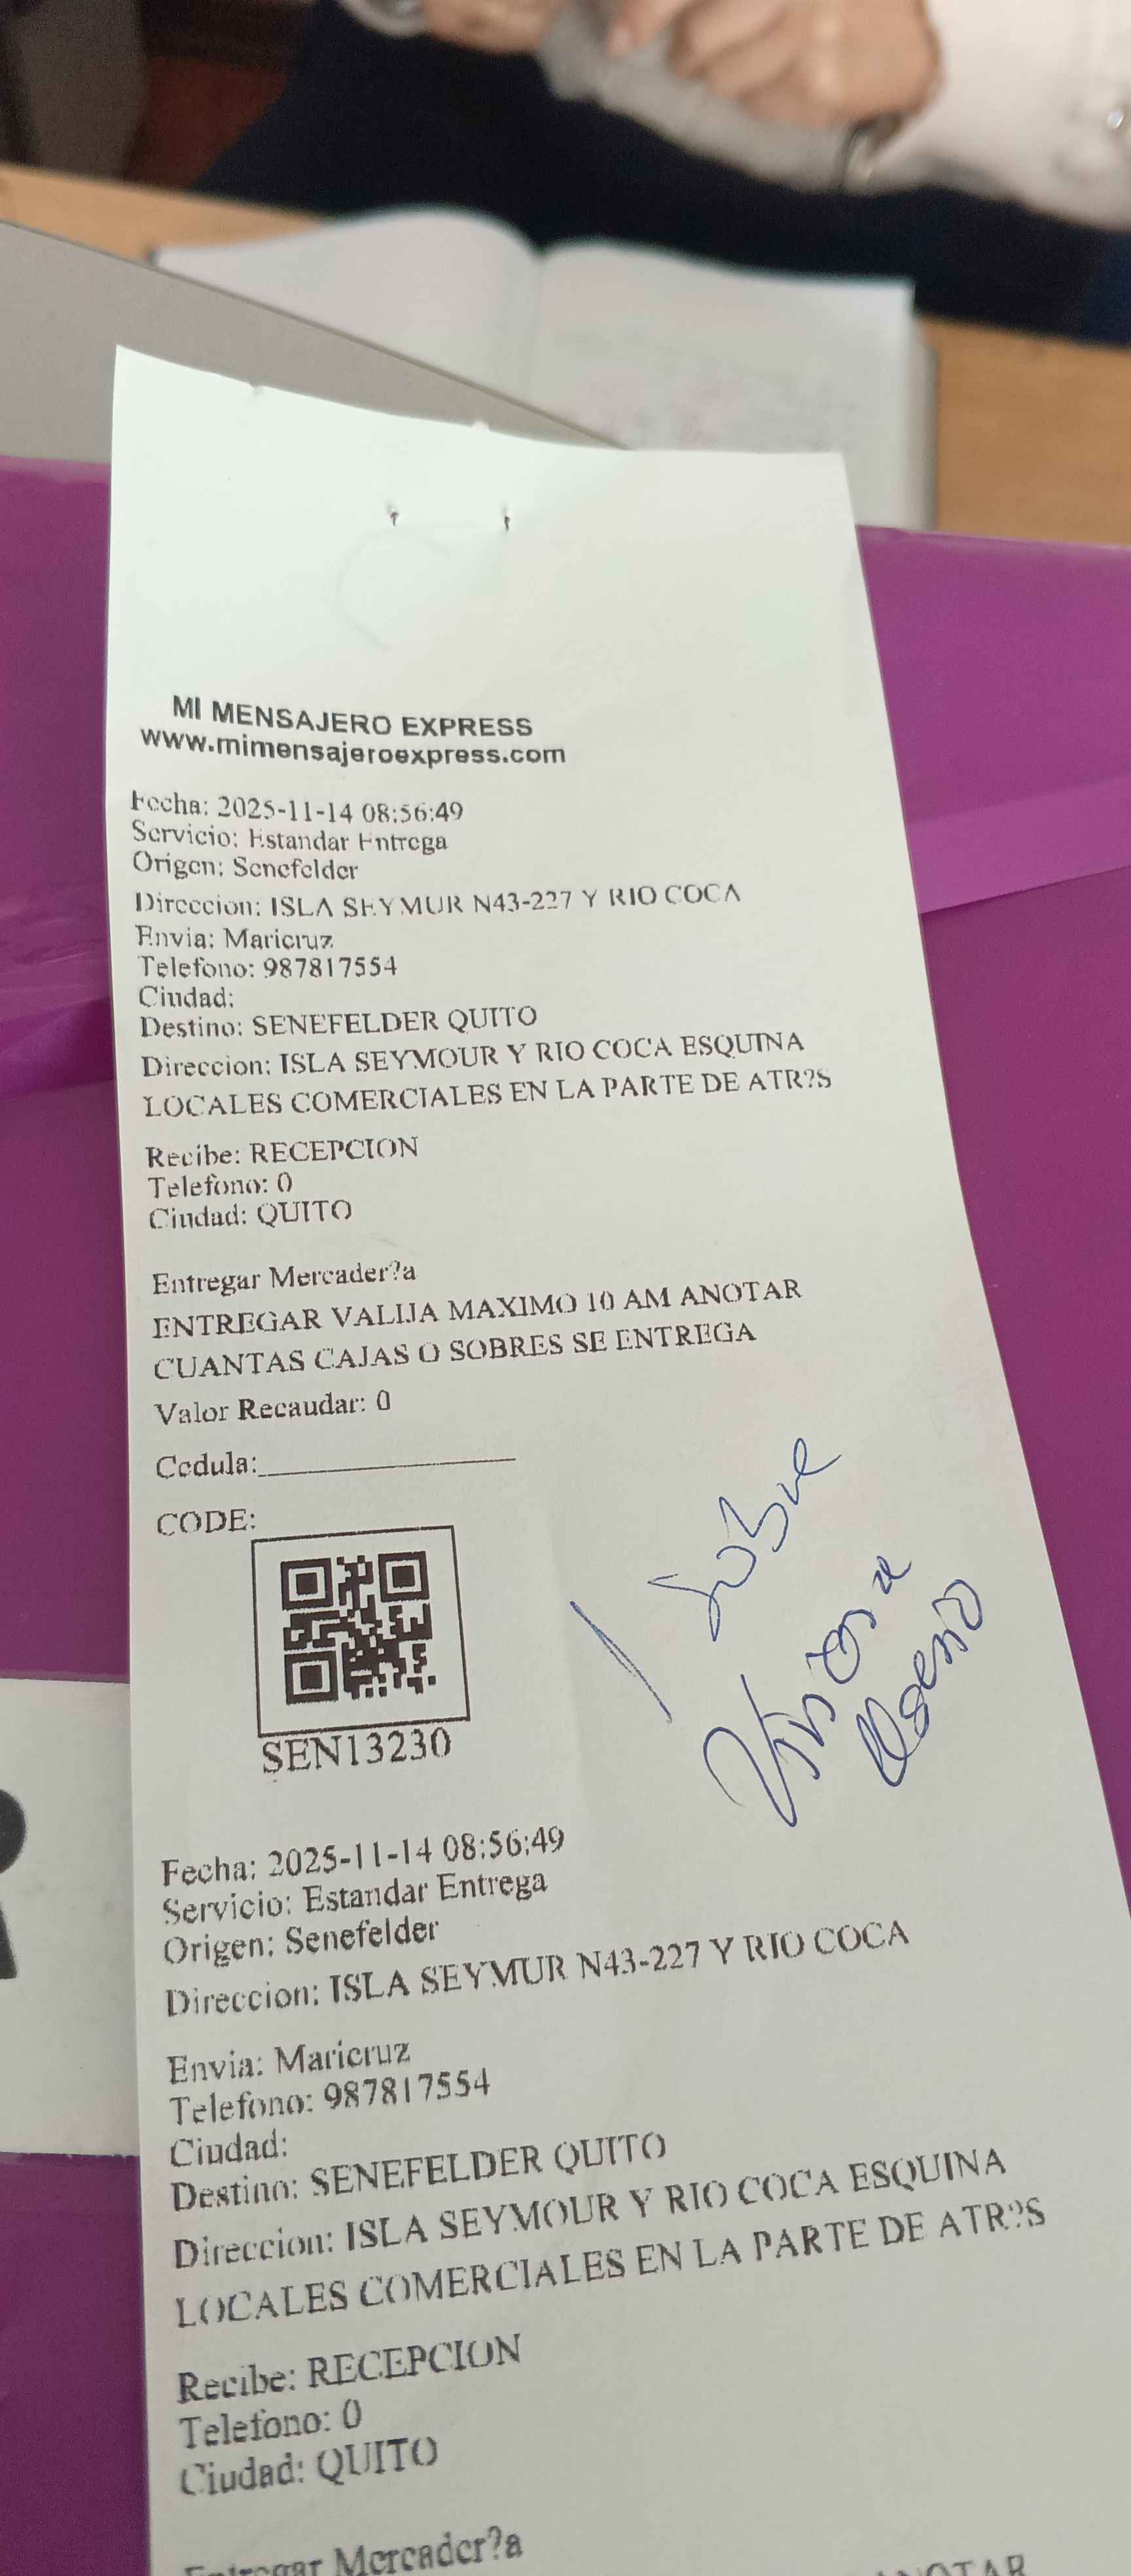 MI MENSAJERO EXPRESS
www.mimensajeroexpress.com
Fecha: 2025-11-14 08:56:49
Servicio: Estandar Entrega
Origen: Senefelder
Direccion: ISLA SEYMUR N43-227 Y RIO COCA
Envia: Maricruz
Telefono: 987817554
Ciudad:
Destino: SENEFELDER QUITO
Direccion: ISLA SEYMOUR Y RIO COCA ESQUINA
LOCALES COMERCIALES EN LA PARTE DE ATR?S
Recibe: RECEPCION
Telefono: 0
Ciudad: QUITO
Entregar Mercader?a
ENTREGAR VALIJA MAXIMO 10 AM ANOTAR
CUANTAS CAJAS O SOBRES SE ENTREGA
Valor Recaudar: 0
Cedula:
CODE:
1 sobre
SEN13230
Fecha: 2025-11-14 08:56:49
Servicio: Estandar Entrega
Origen: Senefelder
Direccion: ISLA SEYMUR N43-227 Y RIO COCA
Envia: Maricruz
Telefono: 987817554
Ciudad:
Destino: SENEFELDER QUITO
Direccion: ISLA SEYMOUR Y RIO COCA ESQUINA
LOCALES COMERCIALES EN LA PARTE DE ATR?S
Recibe: RECEPCION
Telefono: 0
Ciudad: QUITO
Entregar Mercader?a
ANOTAR